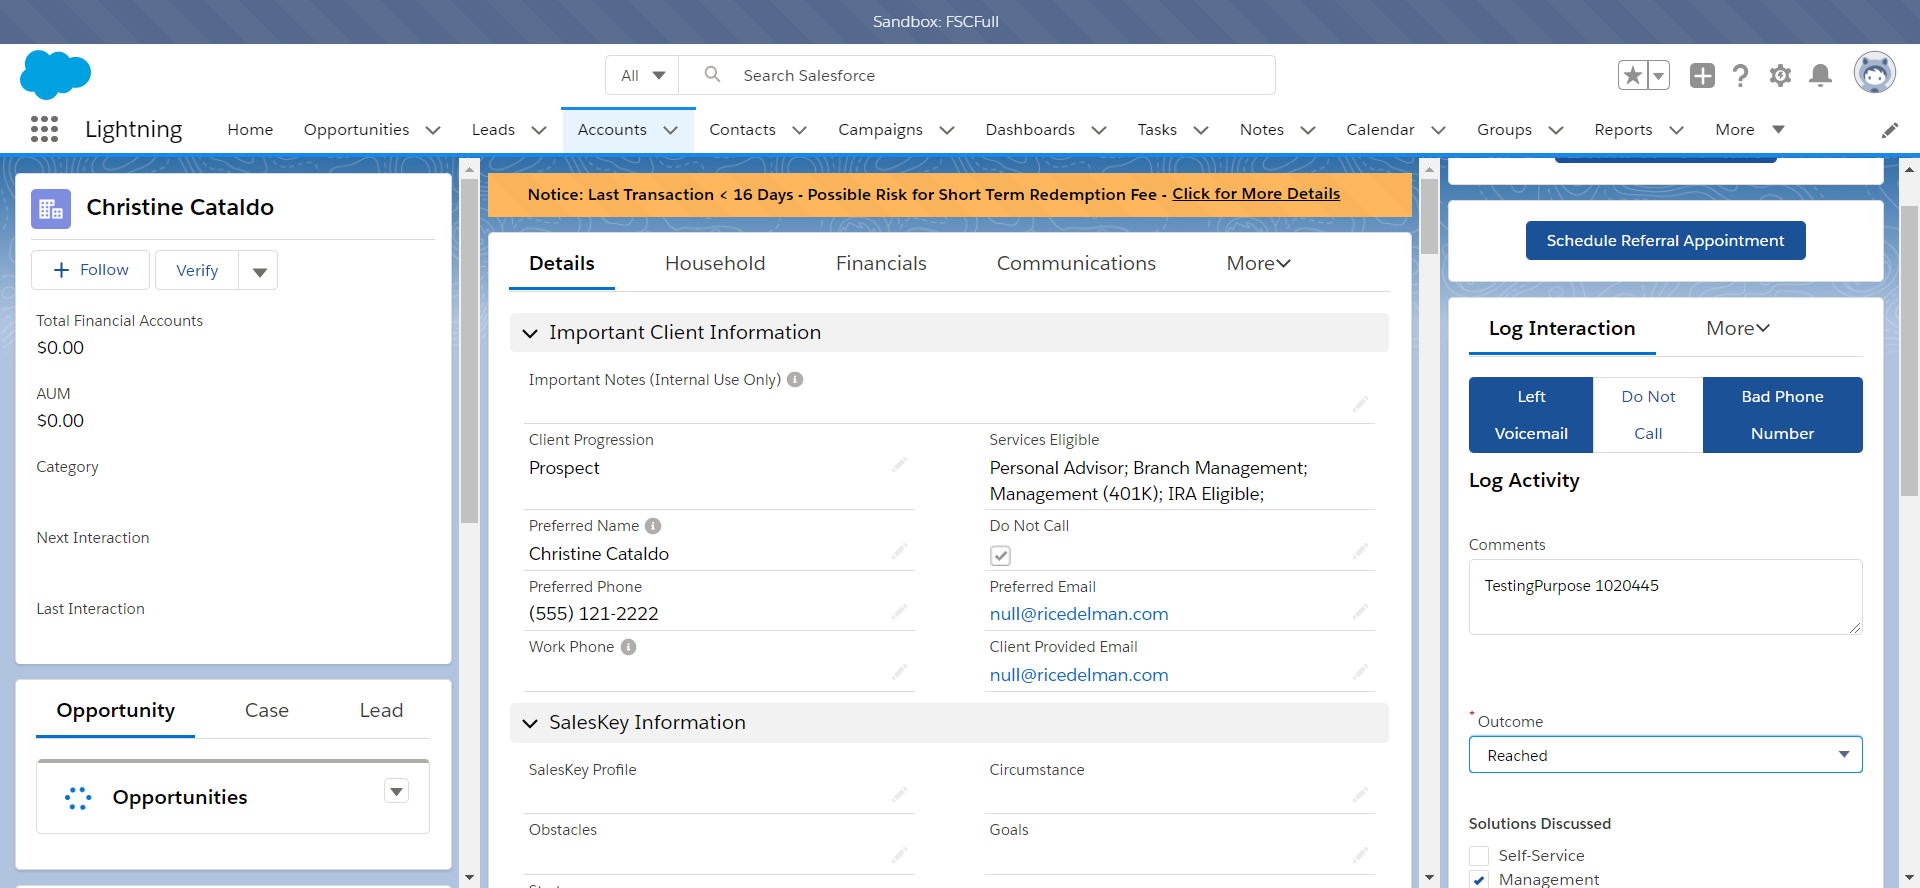 Sandbox: FSCFull
All
Search Salesforce
Lightning
Home
Opportunities
Leads
Accounts
Contacts
Campaigns
Dashboards
Tasks
Notes
Calendar
Groups
Reports
More
Christine Cataldo
Follow
Verify
Total Financial Accounts
$0.00
AUM
$0.00
Category
Next Interaction
Last Interaction
Opportunity
Case
Lead
Opportunities
Notice: Last Transaction < 16 Days - Possible Risk for Short Term Redemption Fee - Click for More Details
Details
Household
Financials
Communications
More
Important Client Information
Important Notes (Internal Use Only)
Client Progression
Prospect
Services Eligible
Personal Advisor; Branch Management;
Management (401K); IRA Eligible;
Preferred Name
Christine Cataldo
Do Not Call
Preferred Phone
(555) 121-2222
Preferred Email
null@ricedelman.com
Work Phone
Client Provided Email
null@ricedelman.com
SalesKey Information
SalesKey Profile
Circumstance
Obstacles
Goals
Schedule Referral Appointment
Log Interaction
More
Left
Voicemail
Do Not
Call
Bad Phone
Number
Log Activity
Comments
TestingPurpose 1020445
*Outcome
Reached
Solutions Discussed
Self-Service
Management